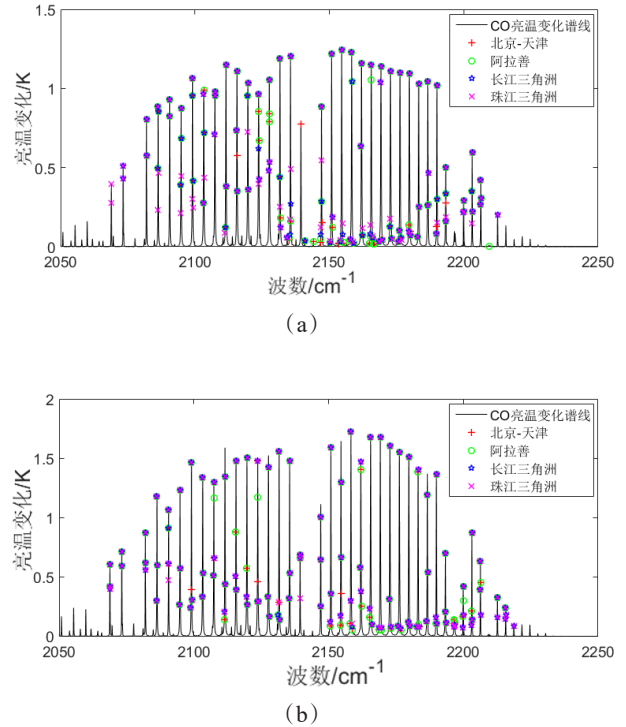 1.5
1
0.5
0
亮温变化/K
CO亮温变化谱线
北京-天津
阿拉善
长江三角洲
珠江三角洲
2050 2100 2150 2200 2250
波数/cm-1
(a)
2
1.5
1
0.5
0
亮温变化/K
CO亮温变化谱线
北京-天津
阿拉善
长江三角洲
珠江三角洲
2050 2100 2150 2200 2250
波数/cm-1
(b)